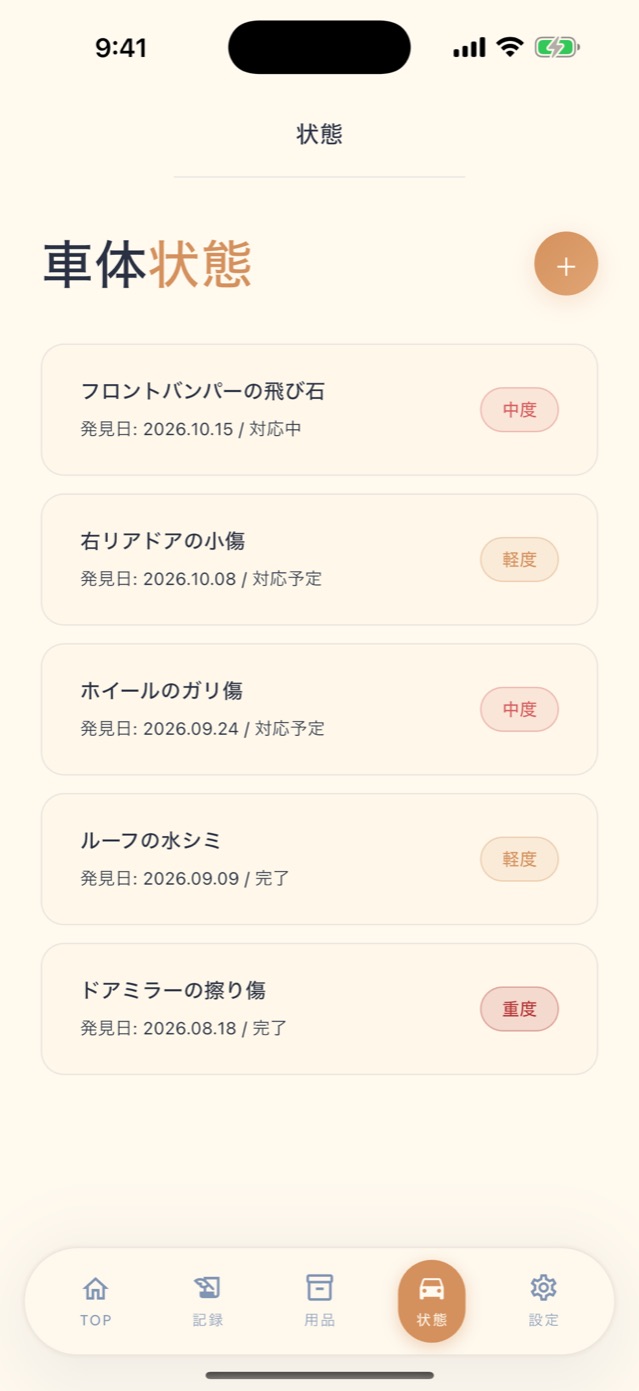 9:41
状態
車体状態
+
フロントバンパーの飛び石
発見日: 2026.10.15 / 対応中
中度
右リアドアの小傷
発見日: 2026.10.08 / 対応予定
軽度
ホイールのガリ傷
発見日: 2026.09.24 / 対応予定
中度
ルーフの水シミ
発見日: 2026.09.09 / 完了
軽度
ドアミラーの擦り傷
発見日: 2026.08.18 / 完了
重度
TOP
記録
用品
状態
設定